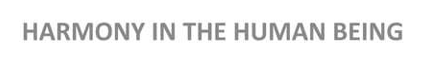 HARMONY IN THE HUMAN BEING